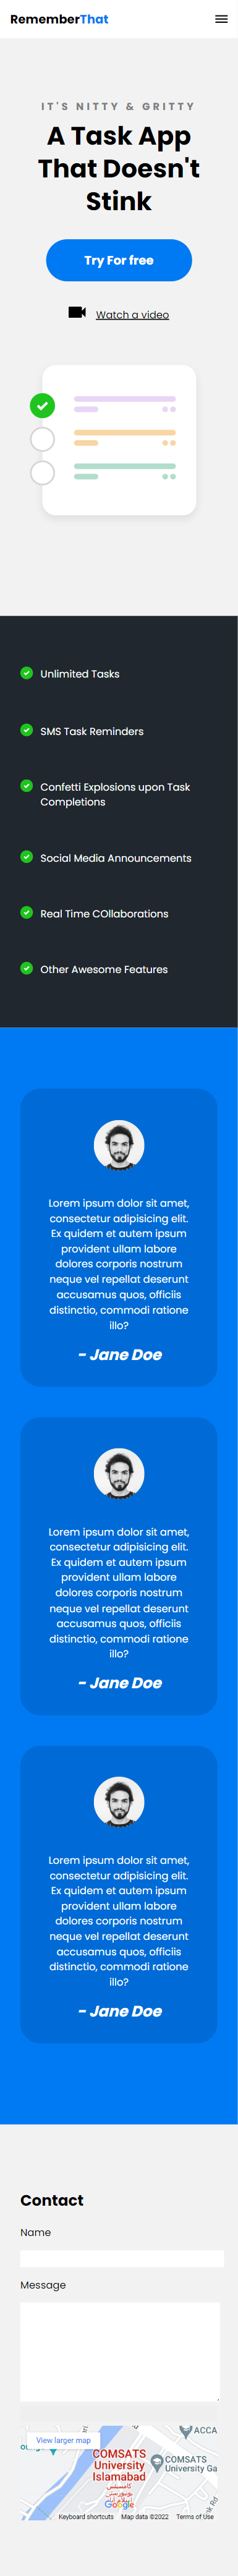 RememberThat
IT'S NITTY & GRITTY
A Task App
That Doesn't
Stink
Try For free
Watch a video
Unlimited Tasks
SMS Task Reminders
Confetti Explosions upon Task
Completions
Social Media Announcements
Real Time COllaborations
Other Awesome Features
Lorem ipsum dolor sit amet,
consectetur adipisicing elit.
Ex quidem et autem ipsum
provident ullam labore
dolores corporis nostrum
neque vel repellat deserunt
accusamus quos, officiis
distinctio, commodi ratione
illo?
- Jane Doe
Lorem ipsum dolor sit amet,
consectetur adipisicing elit.
Ex quidem et autem ipsum
provident ullam labore
dolores corporis nostrum
neque vel repellat deserunt
accusamus quos, officiis
distinctio, commodi ratione
illo?
- Jane Doe
Lorem ipsum dolor sit amet,
consectetur adipisicing elit.
Ex quidem et autem ipsum
provident ullam labore
dolores corporis nostrum
neque vel repellat deserunt
accusamus quos, officiis
distinctio, commodi ratione
illo?
- Jane Doe
Contact
Name
Message
ACCA
View larger map
COMSATS
University
Islamabad
COMSATS
University Ga
Google
Keyboard shortcuts Map data ©2022 Terms of Use